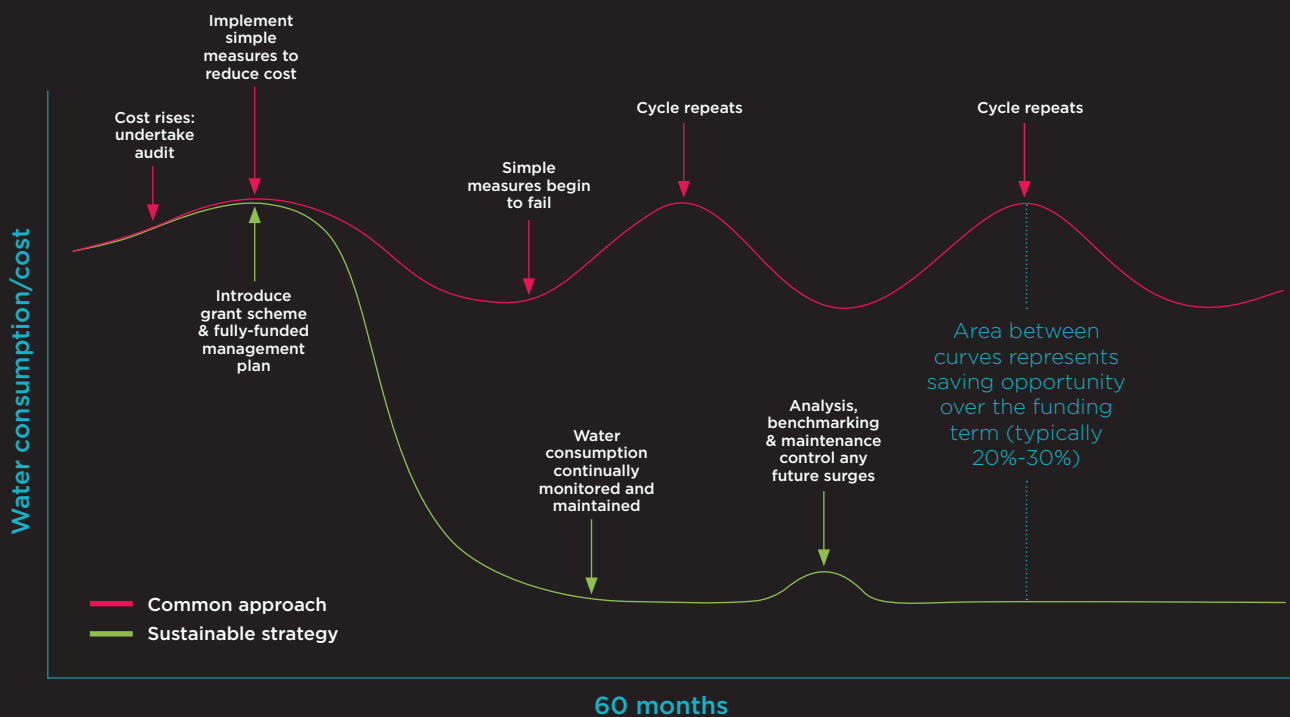 Implement
simple
measures to
reduce cost
Cost rises:
undertake
audit
Cycle repeats
Cycle repeats
Simple
measures begin
to fail
Introduce
grant scheme
& fully-funded
management
plan
Area between
curves represents
saving opportunity
over the funding
term (typically
20%-30%)
Analysis,
benchmarking
& maintenance
control any
future surges
Water
consumption
continually
monitored and
maintained
Water consumption/cost
Common approach
Sustainable strategy
60 months